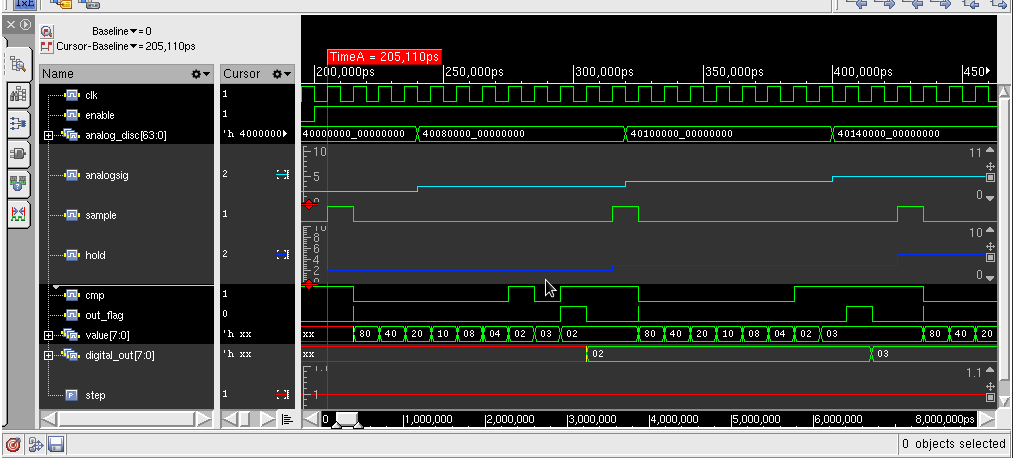 Baseline▼= 0
Cursor-Baseline▼= 205,110ps
TimeA = 205,110ps
Name Cursor 200,000ps 250,000ps 300,000ps 350,000ps 400,000ps 450
clk 1
enable 1
analog_disc[63:0] 'h 4000000 40000000_00000000 40080000_00000000 40100000_00000000 40140000_00000000
10 11
analogsig 2 5
0 0
sample 1
10 10
8
6
hold 2 4
2
0 0
cmp 1
out_flag 0
value[7:0] 'h xx xx 80 40 20 10 08 04 02 03 02 80 40 20 10 08 04 02 03 80 40 20
digital_out[7:0] 'h xx xx 02 03
1.1
step 1 1
0 1,000,000 2,000,000 3,000,000 4,000,000 5,000,000 6,000,000 8,000,000ps
0 objects selected